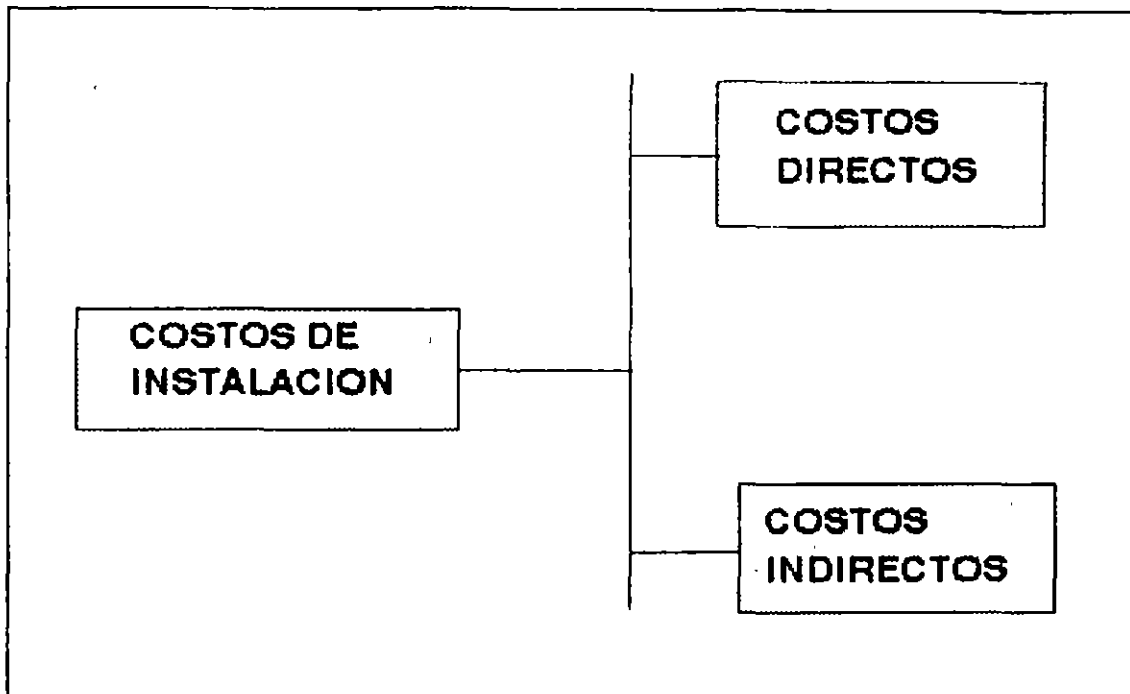 COSTOS
DIRECTOS
COSTOS DE
INSTALACION
COSTOS
INDIRECTOS